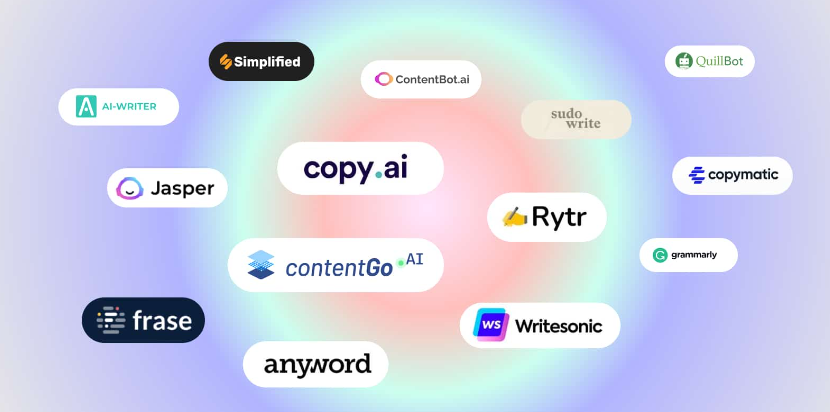 Simplified
ContentBot.ai
QuillBot
AI-WRITER
sudo
write
copy.ai
Jasper
copymatic
Rytr
contentGo AI
grammarly
frase
WS Writesonic
anyword